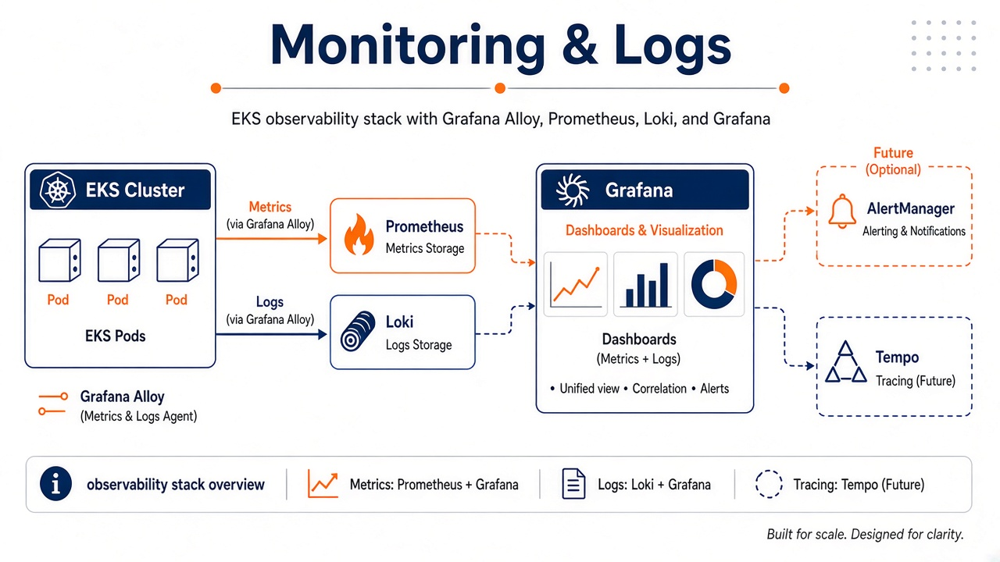 Monitoring & Logs
EKS observability stack with Grafana Alloy, Prometheus, Loki, and Grafana
EKS Cluster
Pod
Pod
Pod
EKS Pods
Grafana Alloy
(Metrics & Logs Agent)
Metrics
(via Grafana Alloy)
Logs
(via Grafana Alloy)
Prometheus
Metrics Storage
Loki
Logs Storage
Grafana
Dashboards & Visualization
Dashboards
(Metrics + Logs)
• Unified view • Correlation • Alerts
Future
(Optional)
AlertManager
Alerting & Notifications
Tempo
Tracing (Future)
i
observability stack overview
Metrics: Prometheus + Grafana
Logs: Loki + Grafana
Tracing: Tempo (Future)
Built for scale. Designed for clarity.